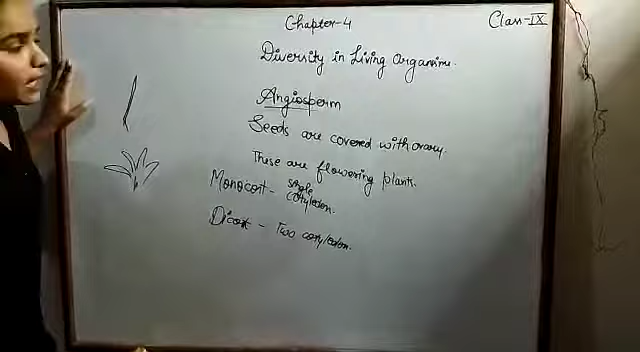 Chapter-4
Class-IX
Diversity in Living Organism.
Angiosperm
Seeds are covered with ovary.
These are flowering plants.
Monocot- single cotyledon.
Dicot - Two cotyledon.